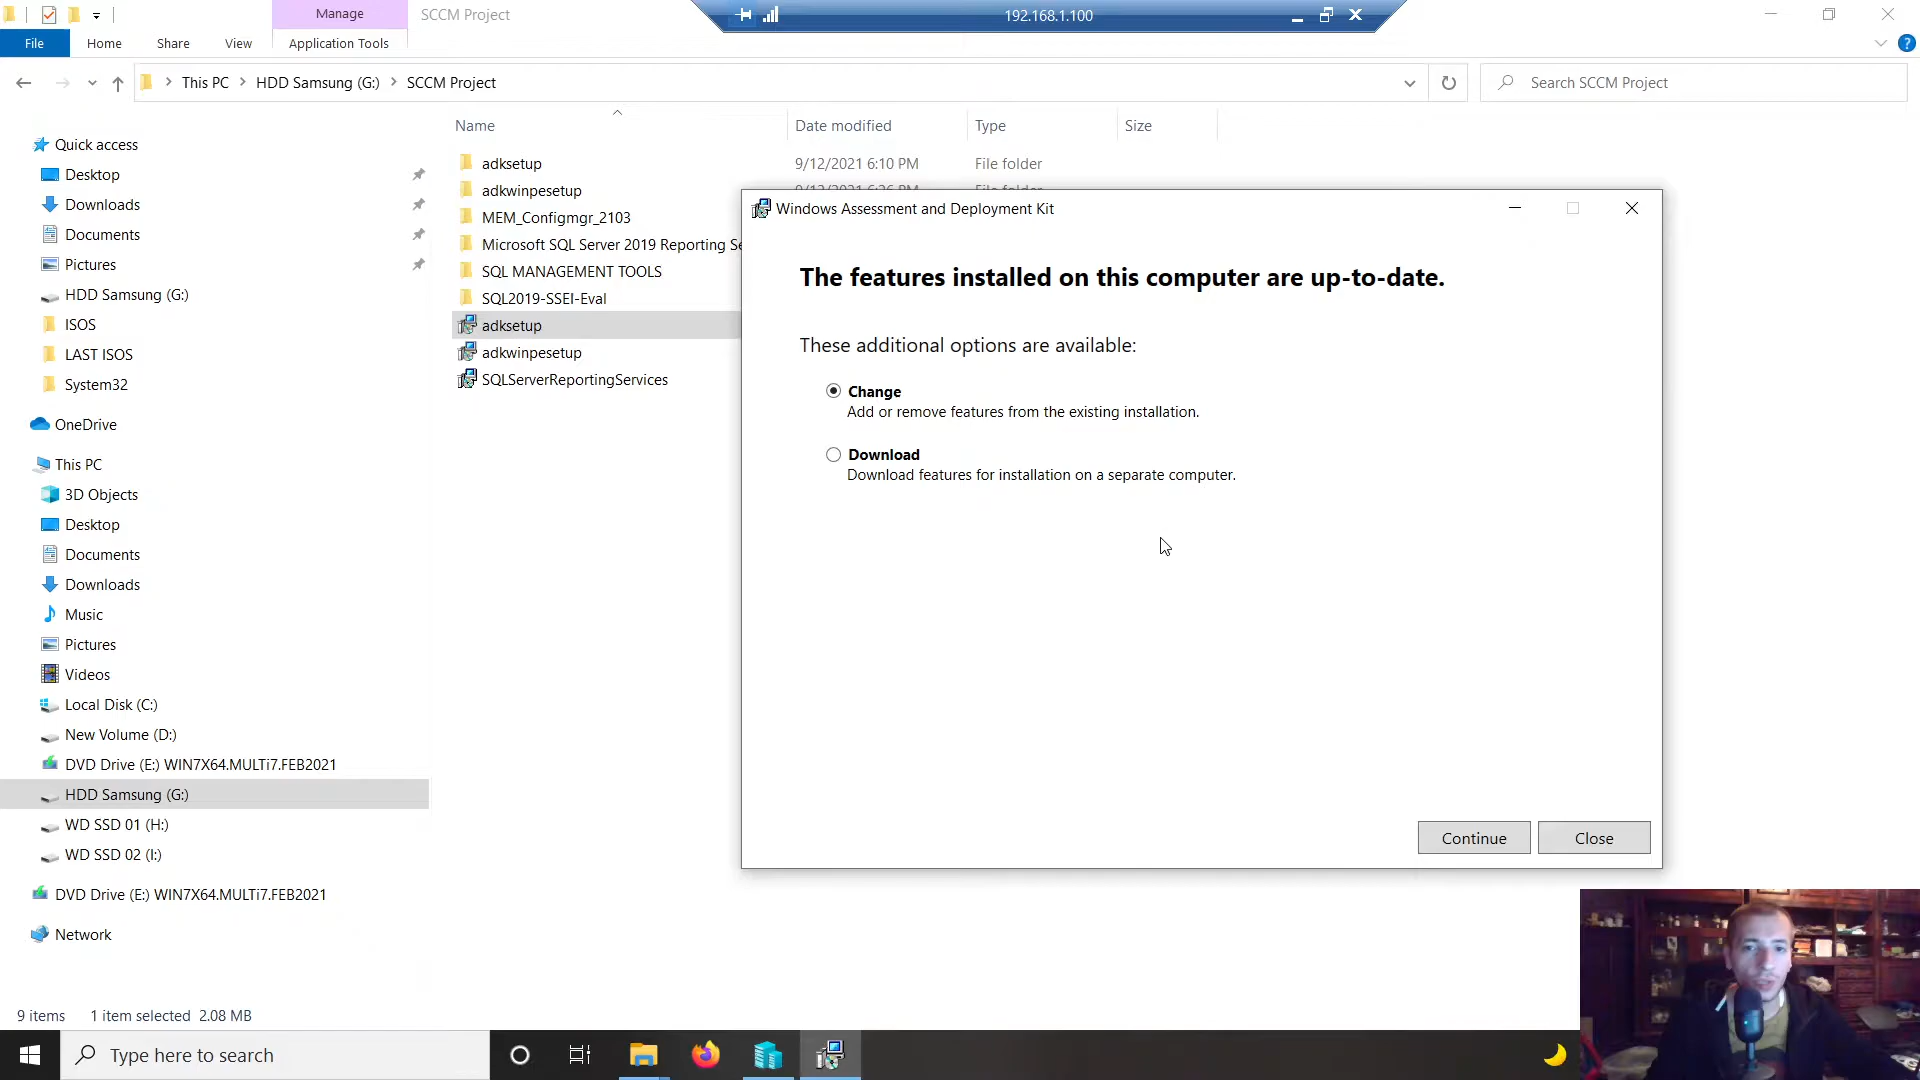 Manage
SCCM Project
192.168.1.100
File
Home
Share
View
Application Tools
This PC
HDD Samsung (G:)
SCCM Project
Search SCCM Project
Name
Date modified
Type
Size
Quick access
Desktop
Downloads
Documents
Pictures
HDD Samsung (G:)
ISOS
LAST ISOS
System32
OneDrive
This PC
3D Objects
Desktop
Documents
Downloads
Music
Pictures
Videos
Local Disk (C:)
New Volume (D:)
DVD Drive (E:) WIN7X64.MULTi7.FEB2021
HDD Samsung (G:)
WD SSD 01 (H:)
WD SSD 02 (I:)
DVD Drive (E:) WIN7X64.MULTi7.FEB2021
Network
adksetup 9/12/2021 6:10 PM File folder
adkwinpesetup
MEM_Configmgr_2103
Microsoft SQL Server 2019 Reporting Se
SQL MANAGEMENT TOOLS
SQL2019-SSEI-Eval
adksetup
adkwinpesetup
SQLServerReportingServices
Windows Assessment and Deployment Kit
The features installed on this computer are up-to-date.
These additional options are available:
Change
Add or remove features from the existing installation.
Download
Download features for installation on a separate computer.
Continue
Close
9 items
1 item selected 2.08 MB
Type here to search